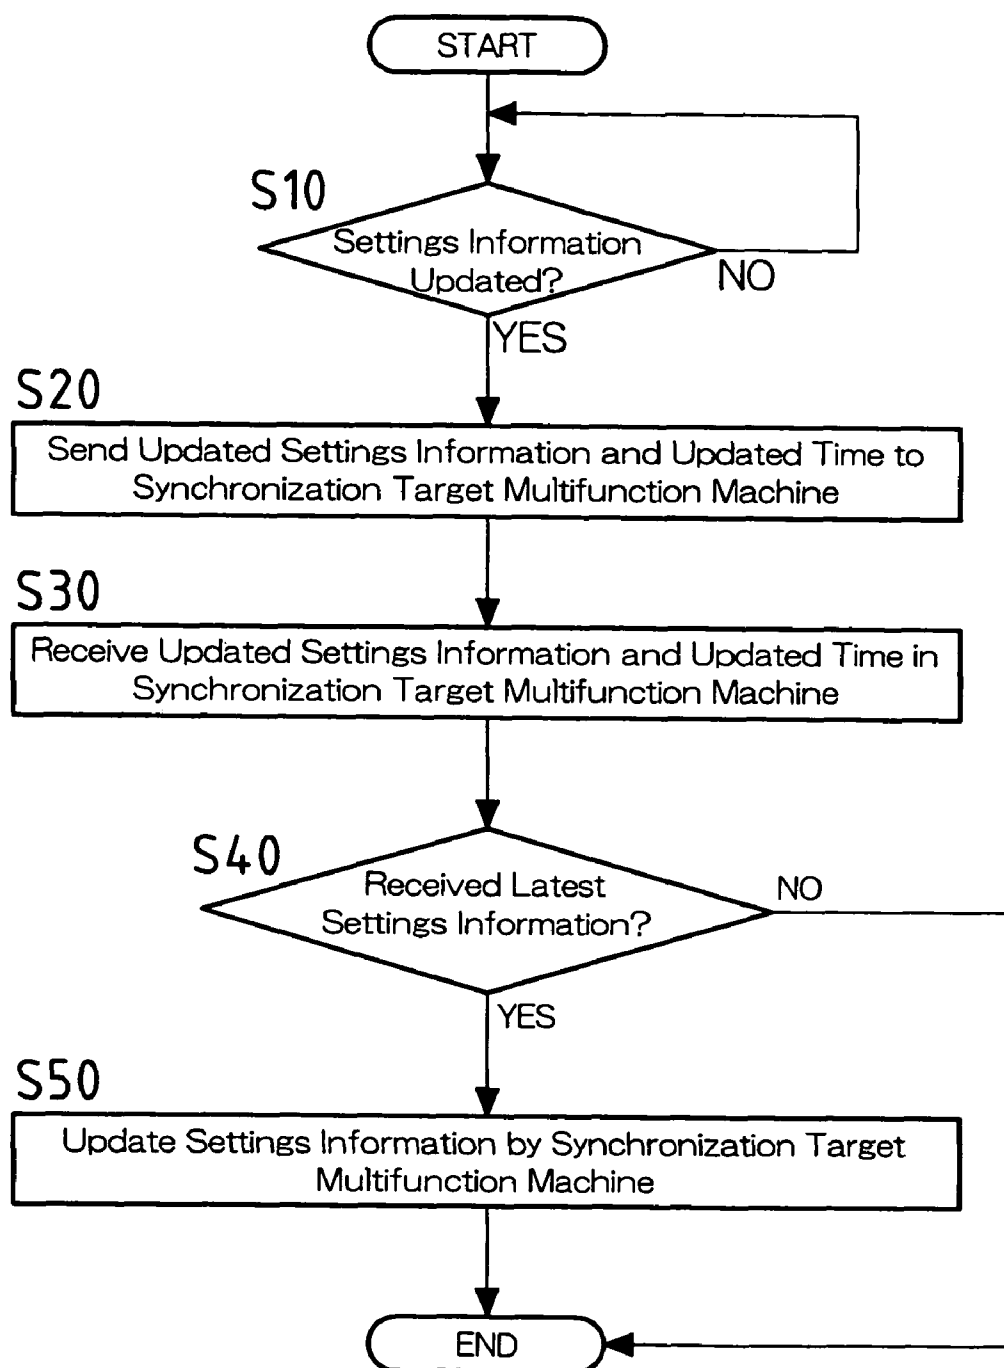 START
S10
Settings Information
Updated?
NO
YES
S20
Send Updated Settings Information and Updated Time to
Synchronization Target Multifunction Machine
S30
Receive Updated Settings Information and Updated Time in
Synchronization Target Multifunction Machine
S40
Received Latest
Settings Information?
NO
YES
S50
Update Settings Information by Synchronization Target
Multifunction Machine
END